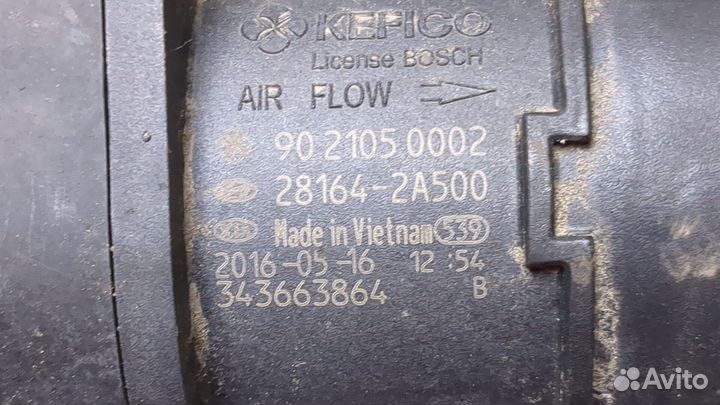 KEFICO
License BOSCH
AIR FLOW
90 2105 0002
28164-2A500
KIA Made in Vietnam 539
2016-05-16 12:54
343663864 B
Avito